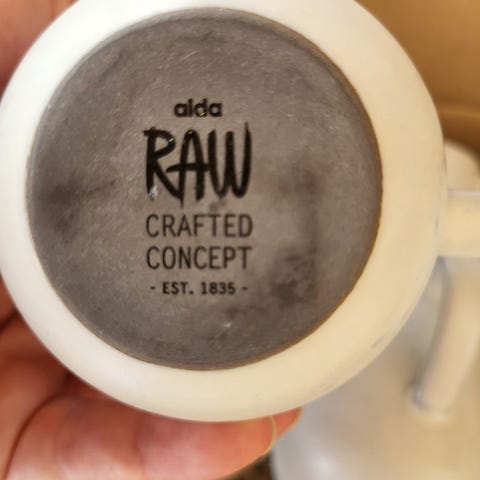 aida
RAW
CRAFTED
CONCEPT
- EST. 1835 -